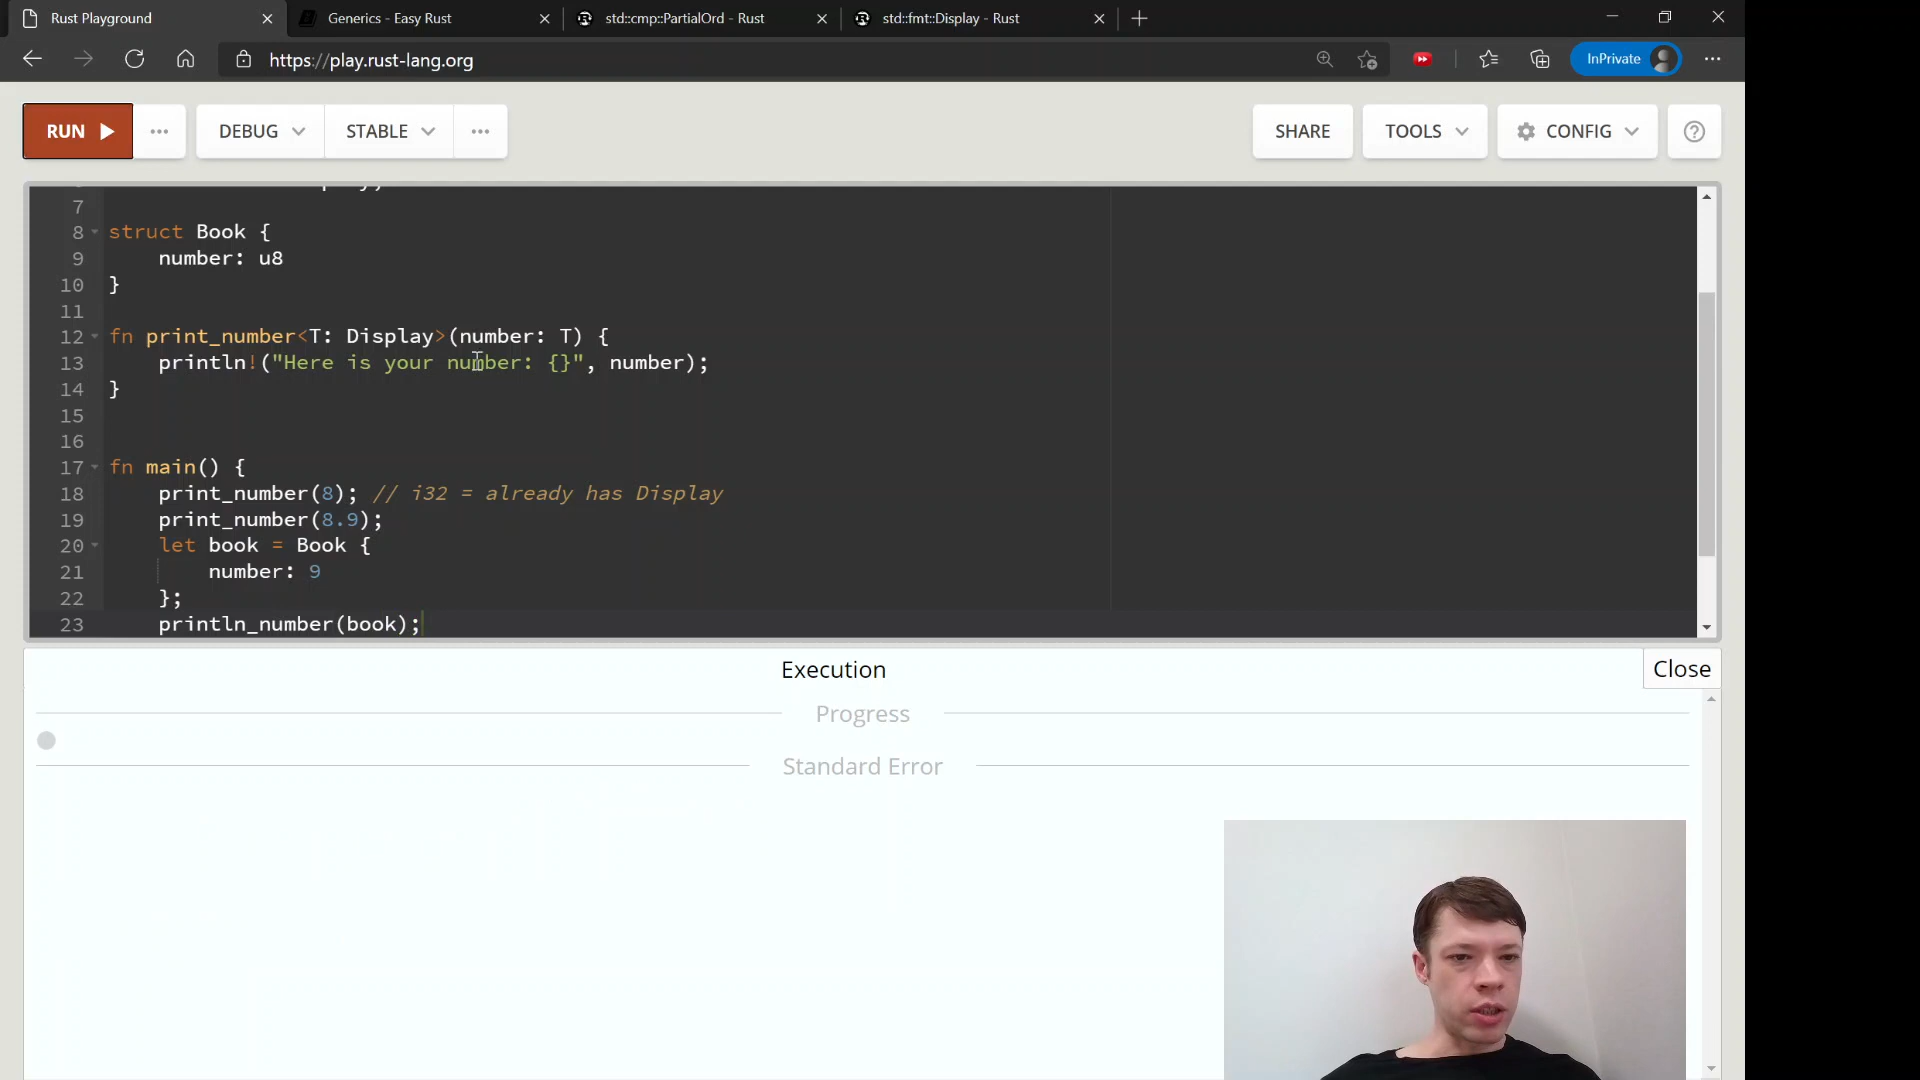 Rust Playground
Generics - Easy Rust
std::cmp::PartialOrd - Rust
std::fmt::Display - Rust
https://play.rust-lang.org
InPrivate
RUN
DEBUG
STABLE
SHARE
TOOLS
CONFIG
7
8 struct Book {
9 number: u8
10 }
11
12 fn print_number<T: Display>(number: T) {
13 println!("Here is your number: {}", number);
14 }
15
16
17 fn main() {
18 print_number(8); // i32 = already has Display
19 print_number(8.9);
20 let book = Book {
21 number: 9
22 };
23 println_number(book);
Execution
Close
Progress
Standard Error